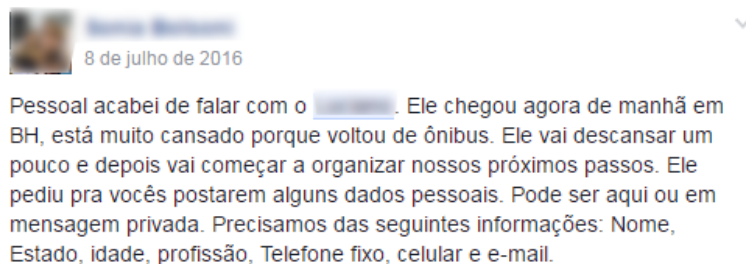 8 de julho de 2016
Pessoal acabei de falar com o . Ele chegou agora de manhã em
BH, está muito cansado porque voltou de ônibus. Ele vai descansar um
pouco e depois vai começar a organizar nossos próximos passos. Ele
pediu pra vocês postarem alguns dados pessoais. Pode ser aqui ou em
mensagem privada. Precisamos das seguintes informações: Nome,
Estado, idade, profissão, Telefone fixo, celular e e-mail.